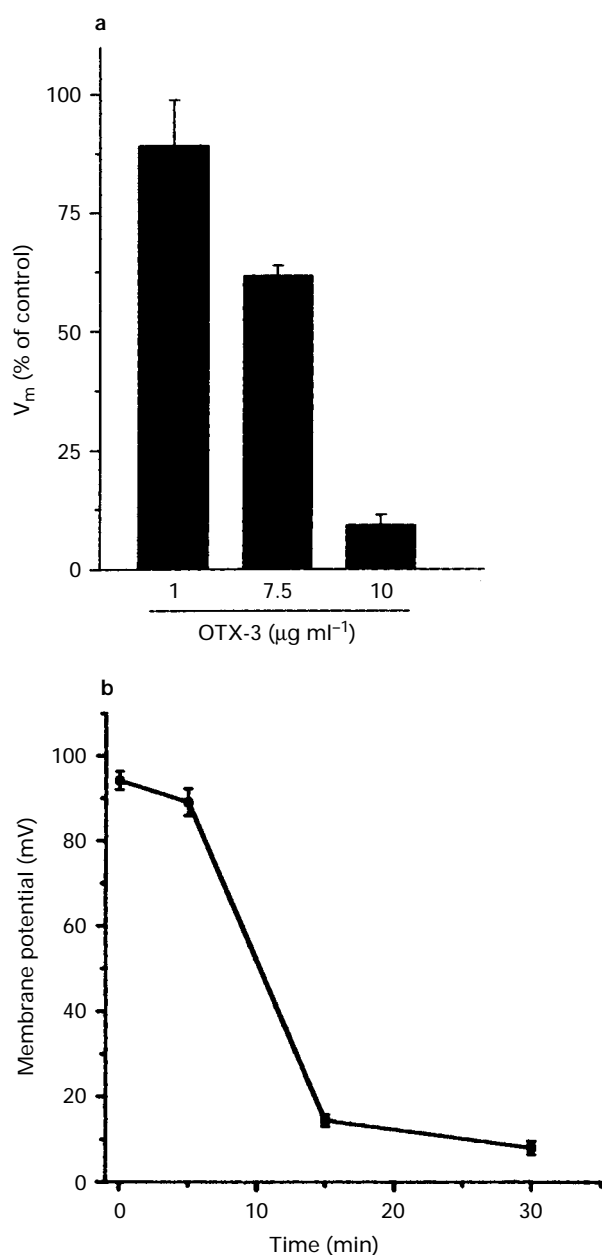 a
100
75
50
25
0
V_m (% of control)
1 7.5 10
OTX-3 (µg ml⁻¹)
b
100
80
60
40
20
0
Membrane potential (mV)
0 10 20 30
Time (min)